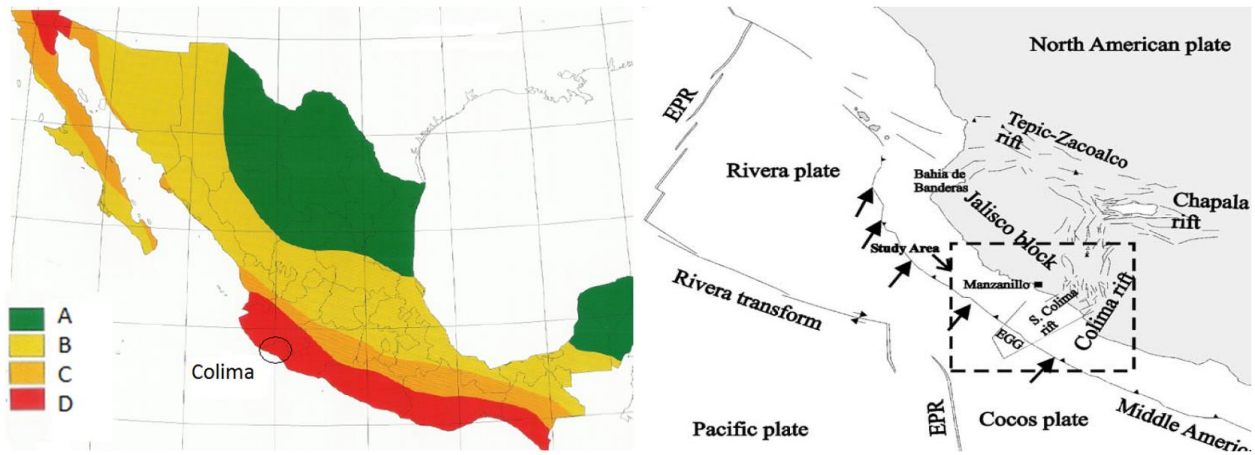 A
B
C
D
Colima
North American plate
EPR
Tepic-Zacoalco
rift
Rivera plate
Bahia de
Banderas
Chapala
rift
Jalisco block
Study Area
Manzanillo
Rivera transform
S. Colima
rift
Colima rift
EGG
EPR
Cocos plate
Pacific plate
Middle America